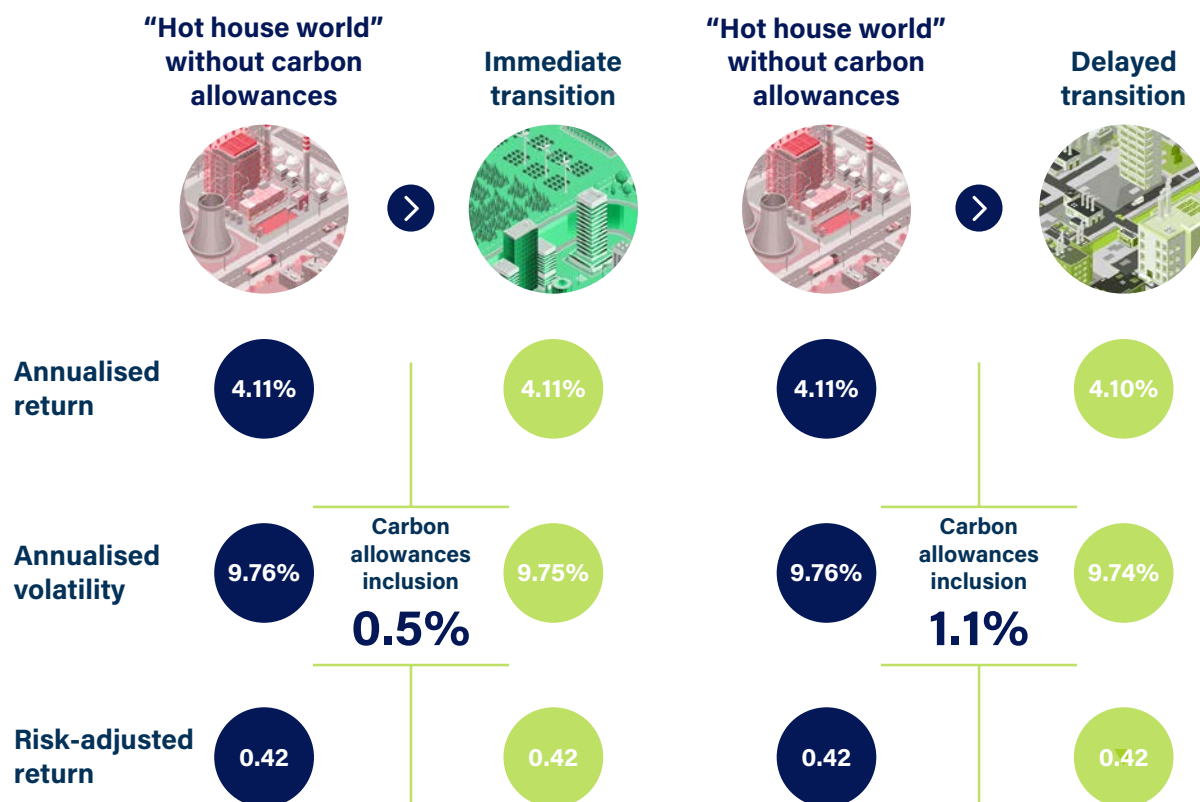 “Hot house world”
without carbon
allowances
Immediate
transition
“Hot house world”
without carbon
allowances
Delayed
transition
Annualised
return
4.11%
4.11%
4.11%
4.10%
Annualised
volatility
9.76%
Carbon
allowances
inclusion
0.5%
9.75%
9.76%
Carbon
allowances
inclusion
1.1%
9.74%
Risk-adjusted
return
0.42
0.42
0.42
0.42